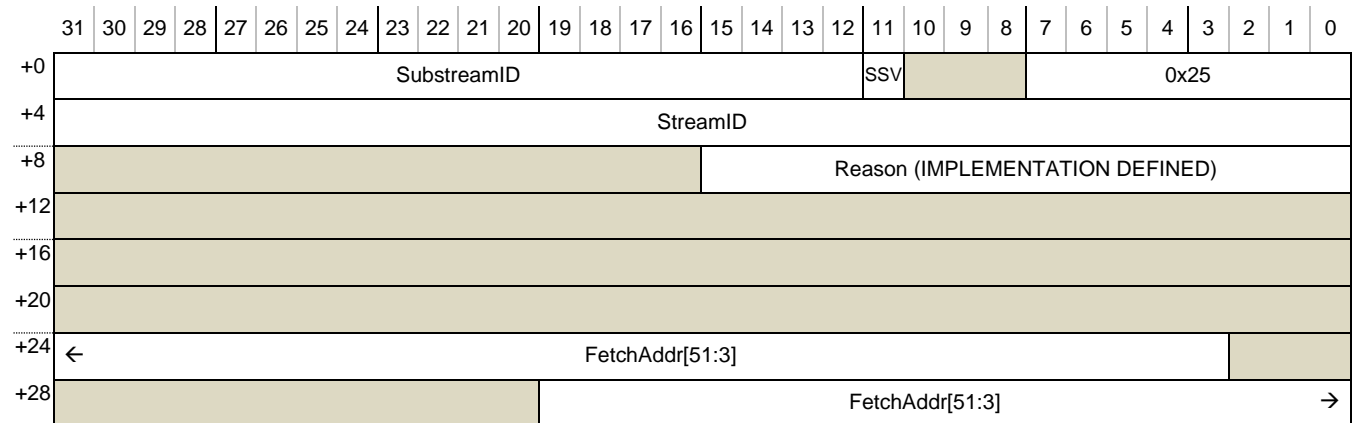 31 30 29 28 27 26 25 24 23 22 21 20 19 18 17 16 15 14 13 12 11 10 9 8 7 6 5 4 3 2 1 0
+0 SubstreamID SSV 0x25
+4 StreamID
+8 Reason (IMPLEMENTATION DEFINED)
+12
+16
+20
+24 ← FetchAddr[51:3]
+28 FetchAddr[51:3] →